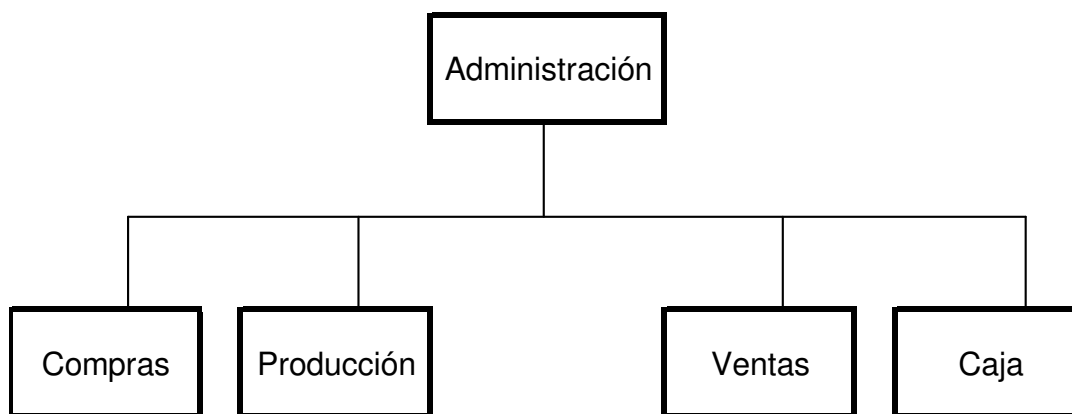 Administración
Compras
Producción
Ventas
Caja